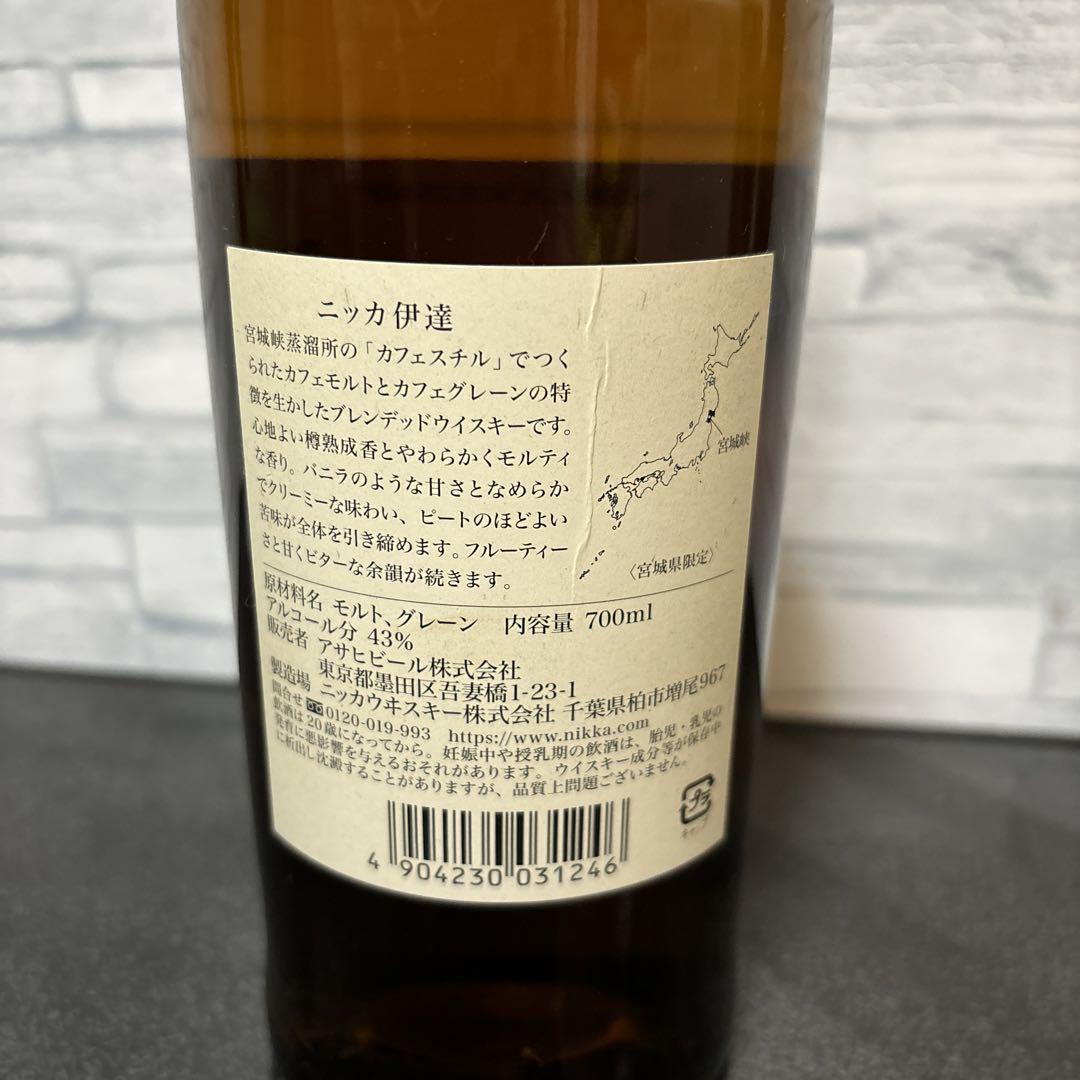 ニッカ伊達
宮城峡蒸溜所の「カフェスチル」でつく
られたカフェモルトとカフェグレーンの特
徴を生かしたブレンデッドウイスキーです。
心地よい樽熟成香とやわらかくモルティ
な香り。バニラのような甘さとなめらか
でクリーミーな味わい、ピートのほどよい
苦味が全体を引き締めます。フルーティー
さと甘くビターな余韻が続きます。
宮城峡
〈宮城県限定〉
原材料名 モルト、グレーン 内容量 700ml
アルコール分 43%
販売者 アサヒビール株式会社
東京都墨田区吾妻橋1-23-1
製造場 ニッカウヰスキー株式会社 千葉県柏市増尾967
問合せ 0120-019-993 https://www.nikka.com
飲酒は20歳になってから。妊娠中や授乳期の飲酒は、胎児・乳児の
発育に悪影響を与えるおそれがあります。ウイスキー成分等が保存中
に析出し沈澱することがありますが、品質上問題ございません。
プラ
キャップ
4 904230 031246